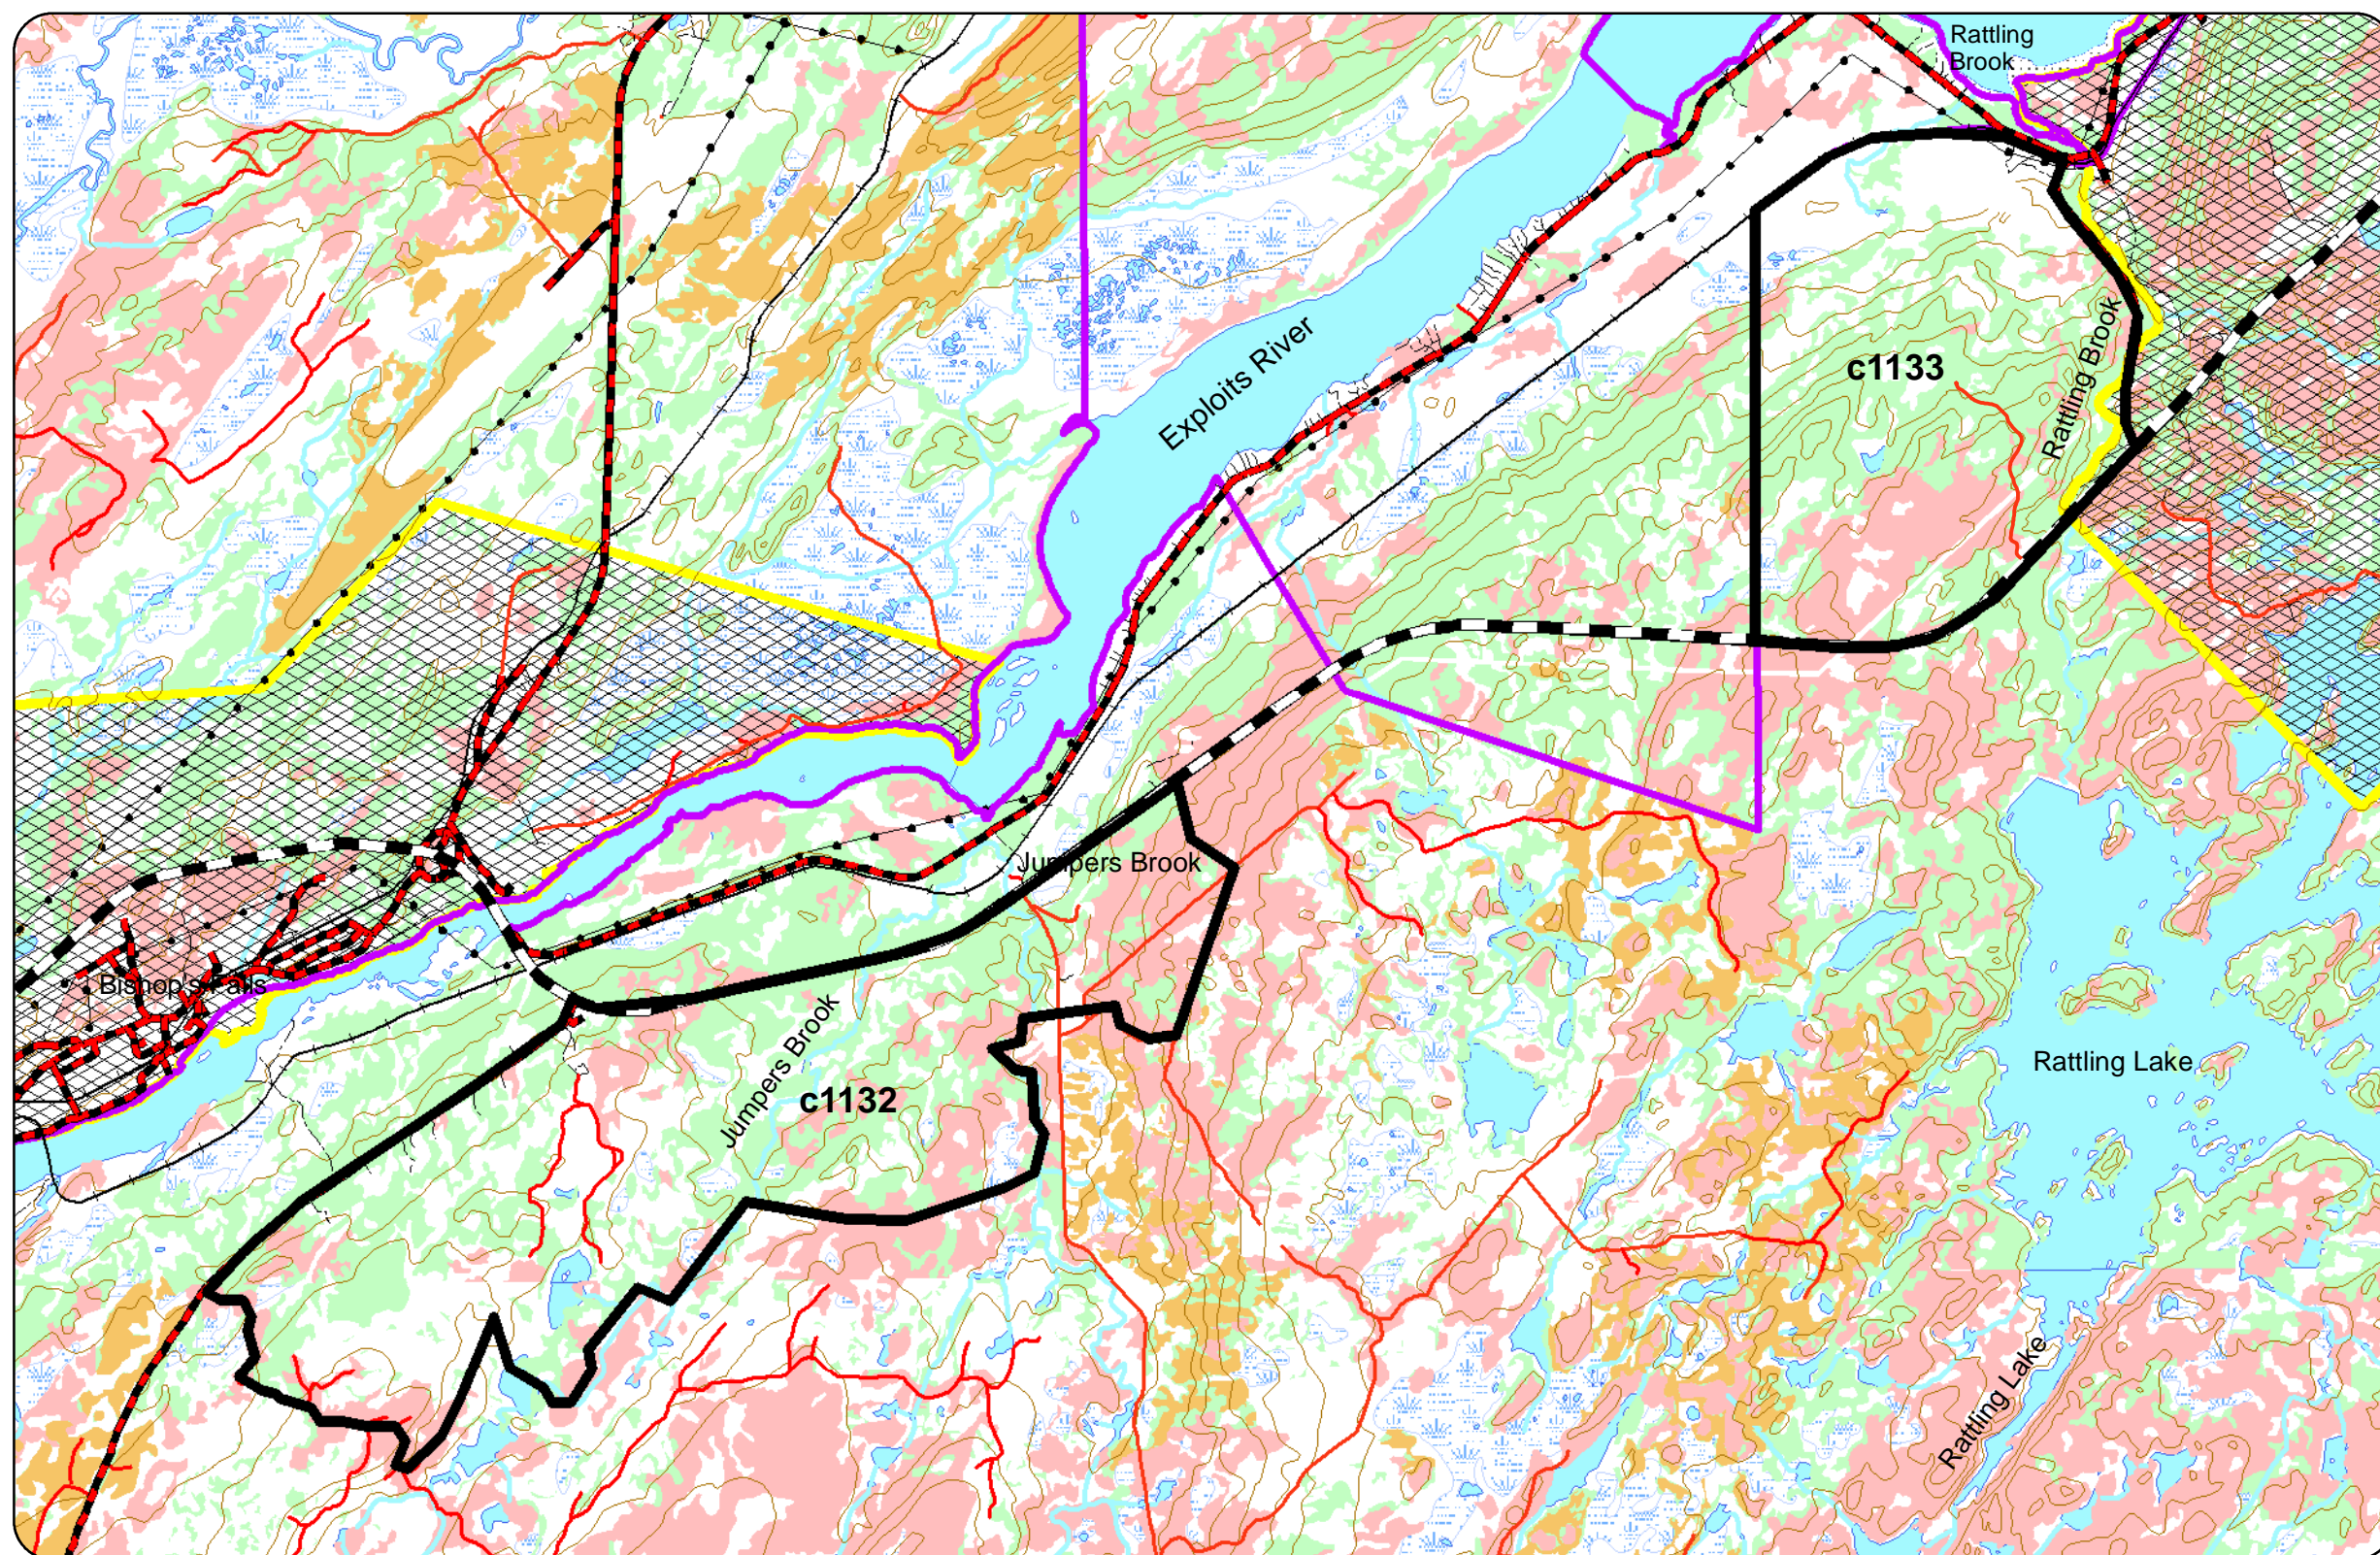 Rattling
Brook
Exploits River
c1133
Rattling Brook
Jumpers Brook
Bishop's Falls
Jumpers Brook
c1132
Rattling Lake
Rattling Lake